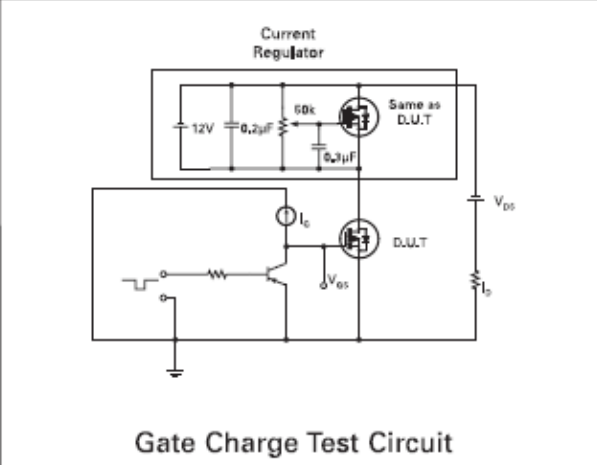 Current
Regulator
12V
0.2µF
50k
0.3µF
Same as
D.U.T
V_DS
I_G
D.U.T
V_GS
I_D
Gate Charge Test Circuit